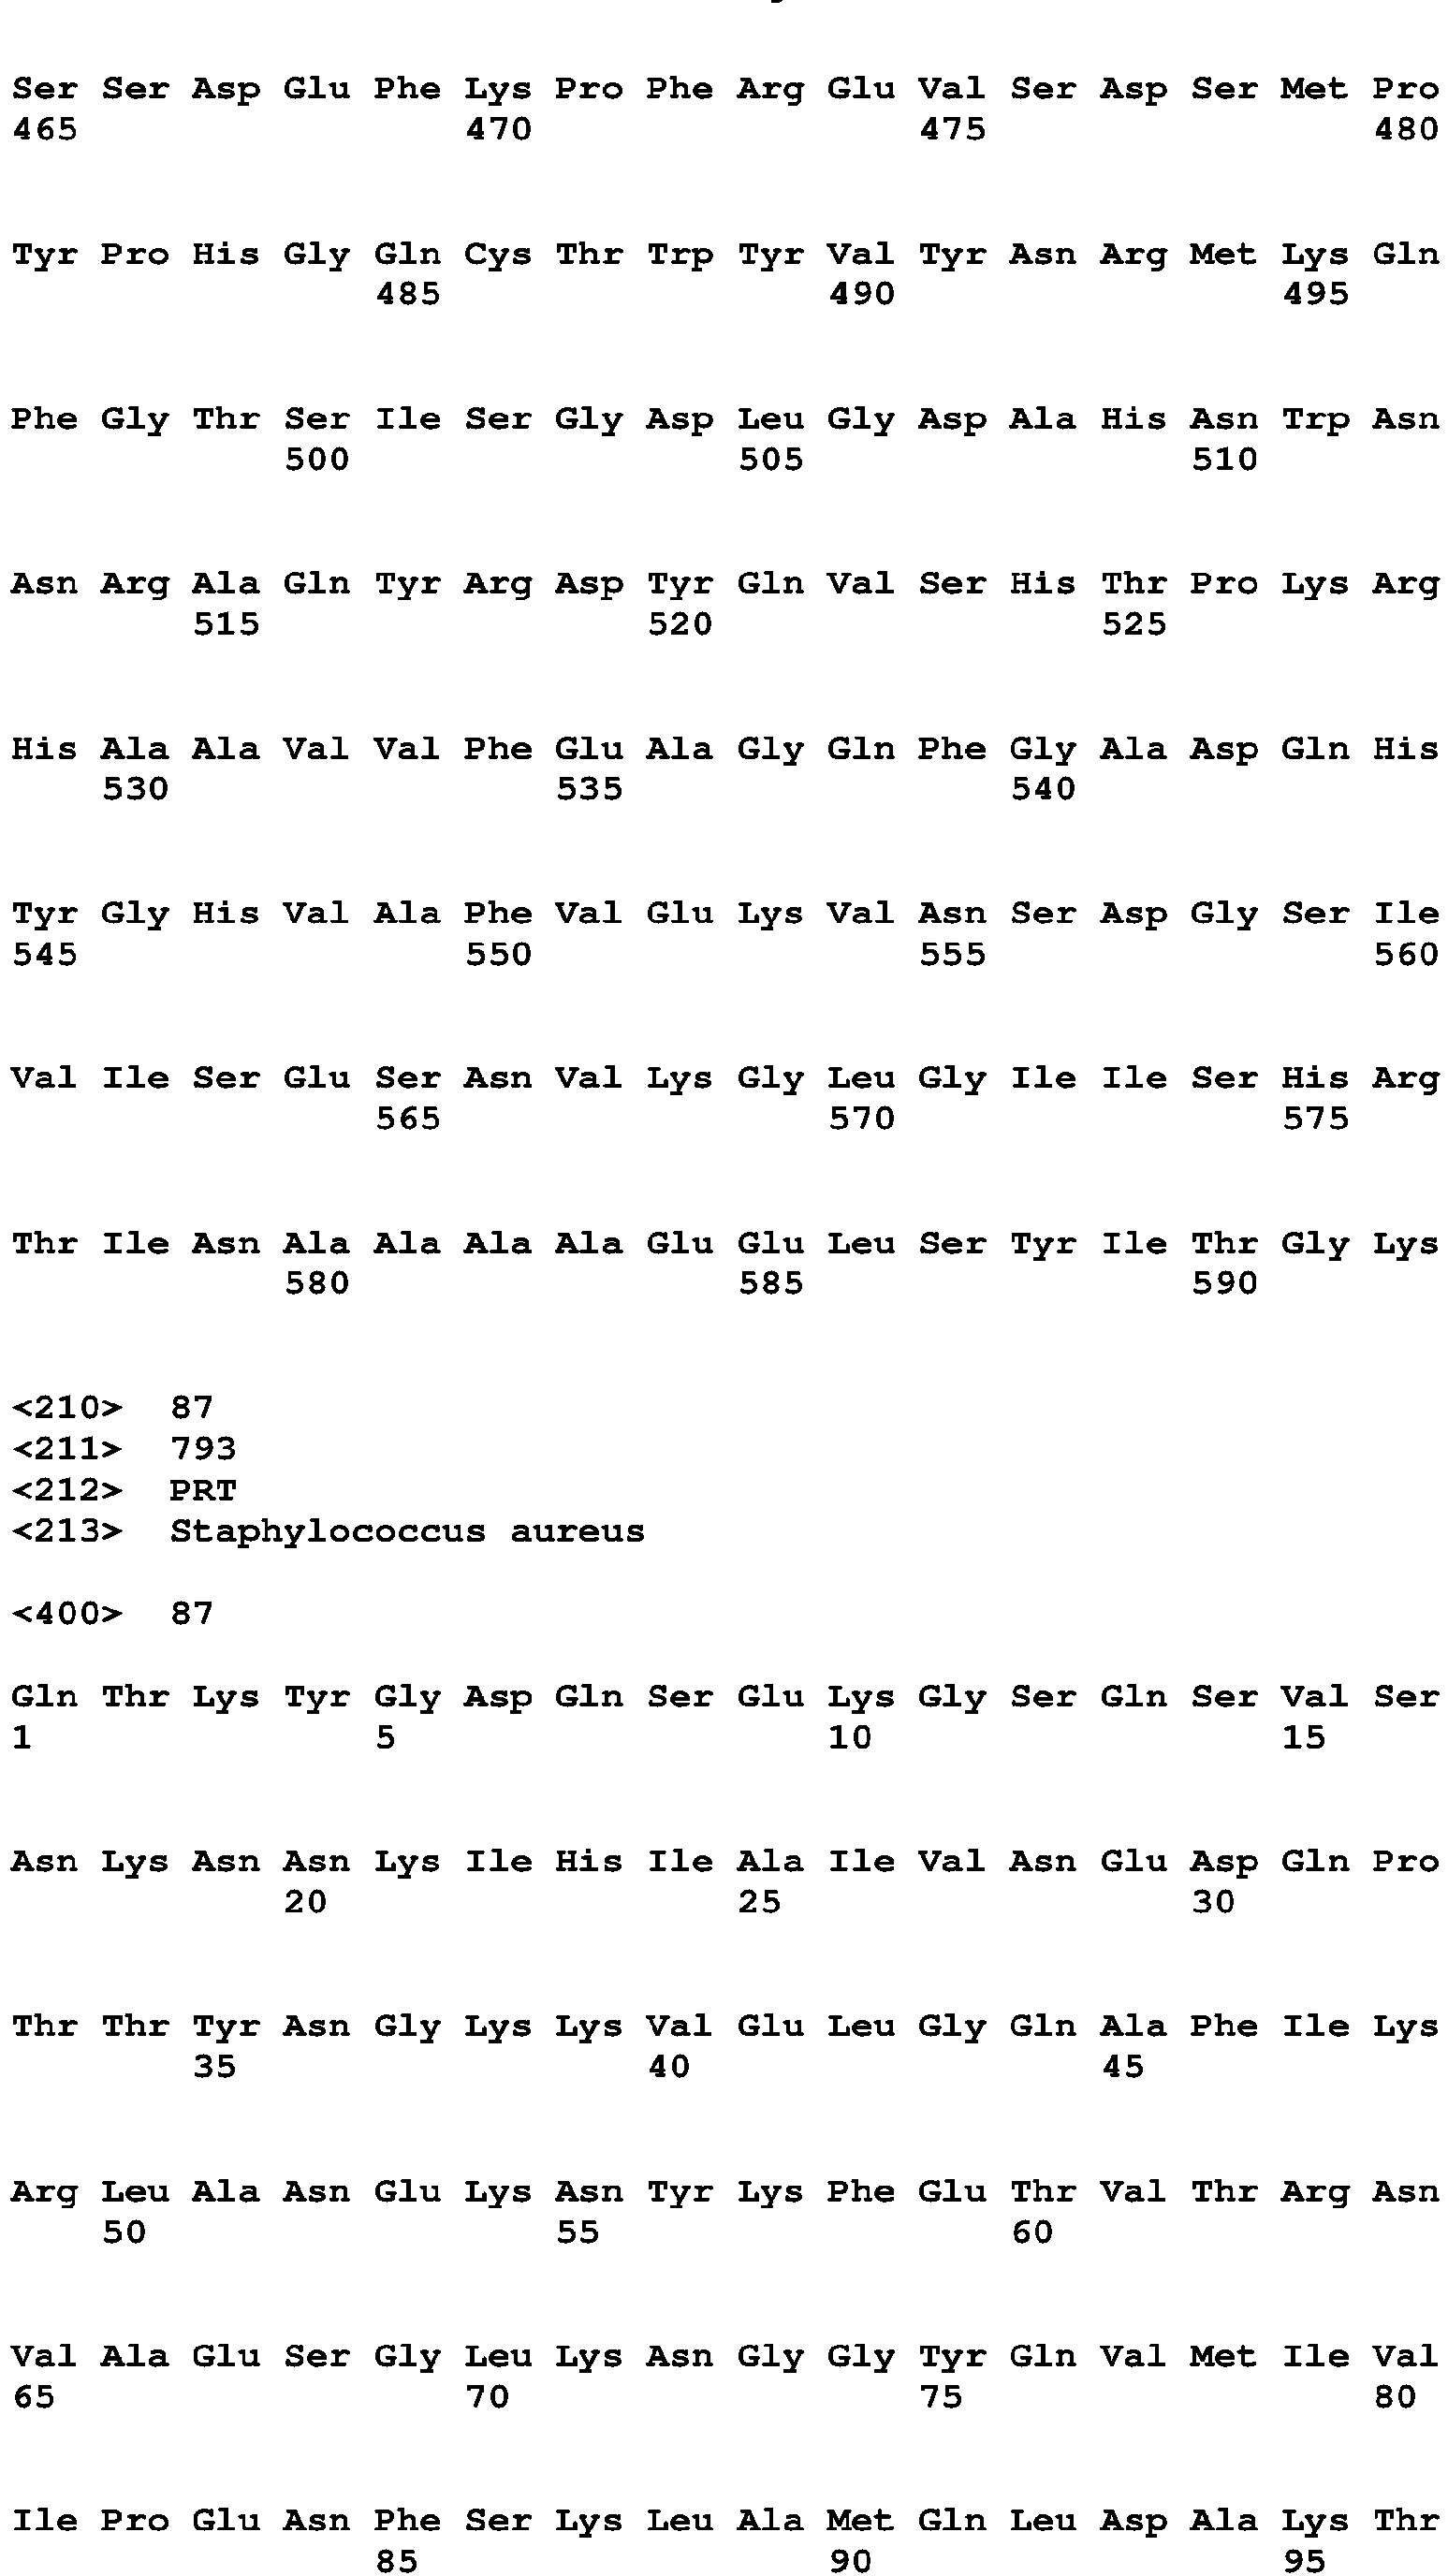 Ser Ser Asp Glu Phe Lys Pro Phe Arg Glu Val Ser Asp Ser Met Pro
465 470 475 480
Tyr Pro His Gly Gln Cys Thr Trp Tyr Val Tyr Asn Arg Met Lys Gln
485 490 495
Phe Gly Thr Ser Ile Ser Gly Asp Leu Gly Asp Ala His Asn Trp Asn
500 505 510
Asn Arg Ala Gln Tyr Arg Asp Tyr Gln Val Ser His Thr Pro Lys Arg
515 520 525
His Ala Ala Val Val Phe Glu Ala Gly Gln Phe Gly Ala Asp Gln His
530 535 540
Tyr Gly His Val Ala Phe Val Glu Lys Val Asn Ser Asp Gly Ser Ile
545 550 555 560
Val Ile Ser Glu Ser Asn Val Lys Gly Leu Gly Ile Ile Ser His Arg
565 570 575
Thr Ile Asn Ala Ala Ala Ala Glu Glu Leu Ser Tyr Ile Thr Gly Lys
580 585 590
<210> 87
<211> 793
<212> PRT
<213> Staphylococcus aureus
<400> 87
Gln Thr Lys Tyr Gly Asp Gln Ser Glu Lys Gly Ser Gln Ser Val Ser
1 5 10 15
Asn Lys Asn Asn Lys Ile His Ile Ala Ile Val Asn Glu Asp Gln Pro
20 25 30
Thr Thr Tyr Asn Gly Lys Lys Val Glu Leu Gly Gln Ala Phe Ile Lys
35 40 45
Arg Leu Ala Asn Glu Lys Asn Tyr Lys Phe Glu Thr Val Thr Arg Asn
50 55 60
Val Ala Glu Ser Gly Leu Lys Asn Gly Gly Tyr Gln Val Met Ile Val
65 70 75 80
Ile Pro Glu Asn Phe Ser Lys Leu Ala Met Gln Leu Asp Ala Lys Thr
85 90 95